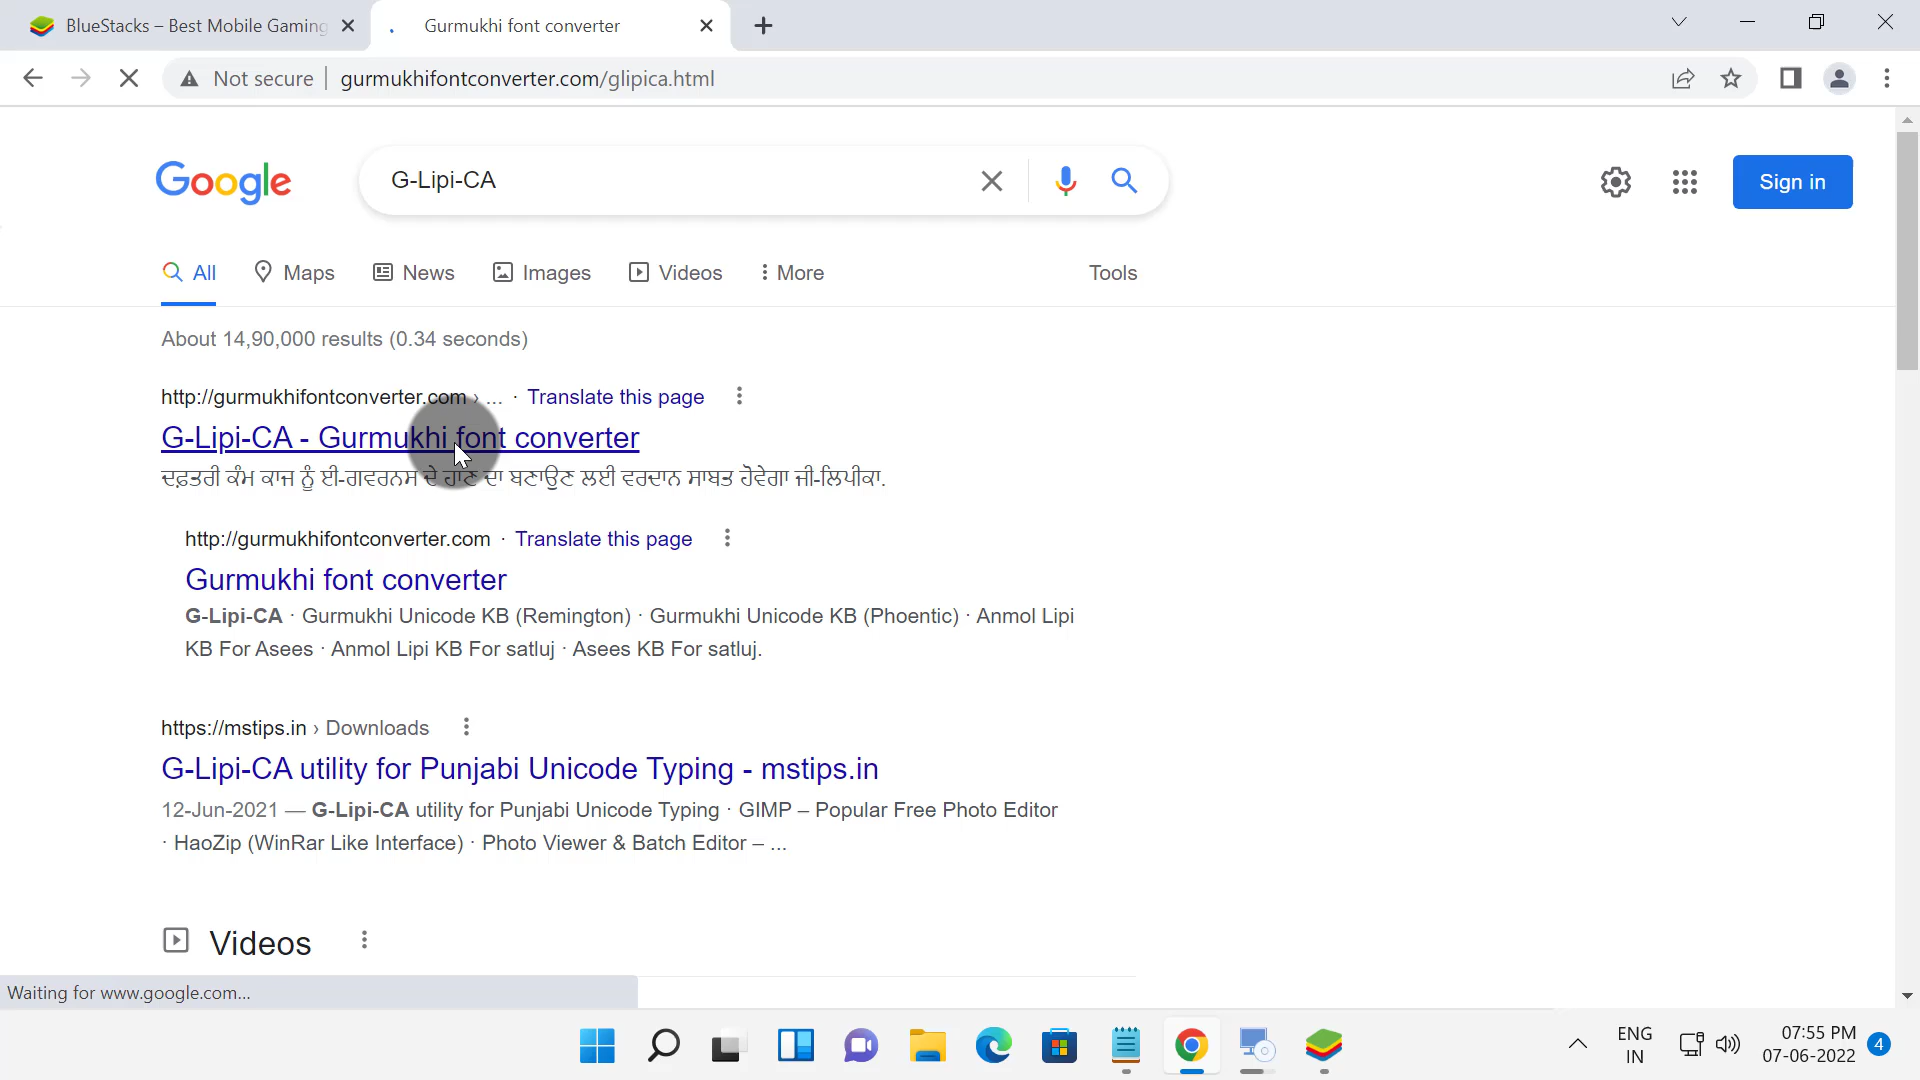 BlueStacks – Best Mobile Gaming
Gurmukhi font converter
Not secure
gurmukhifontconverter.com/glipica.html
Google
G-Lipi-CA
Sign in
All
Maps
News
Images
Videos
More
Tools
About 14,90,000 results (0.34 seconds)
http://gurmukhifontconverter.com › ... · Translate this page
G-Lipi-CA - Gurmukhi font converter
ਦਫ਼ਤਰੀ ਕੰਮ ਕਾਜ ਨੂੰ ਈ-ਗਵਰਨਸ ਦੇ ਹਾਣ ਦਾ ਬਣਾਉਣ ਲਈ ਵਰਦਾਨ ਸਾਬਤ ਹੋਵੇਗਾ ਜੀ-ਲਿਪੀਕਾ.
http://gurmukhifontconverter.com · Translate this page
Gurmukhi font converter
G-Lipi-CA · Gurmukhi Unicode KB (Remington) · Gurmukhi Unicode KB (Phoentic) · Anmol Lipi
KB For Asees · Anmol Lipi KB For satluj · Asees KB For satluj.
https://mstips.in › Downloads
G-Lipi-CA utility for Punjabi Unicode Typing - mstips.in
12-Jun-2021 — G-Lipi-CA utility for Punjabi Unicode Typing · GIMP – Popular Free Photo Editor
· HaoZip (WinRar Like Interface) · Photo Viewer & Batch Editor – ...
Videos
Waiting for www.google.com...
ENG
IN
07:55 PM
07-06-2022
4